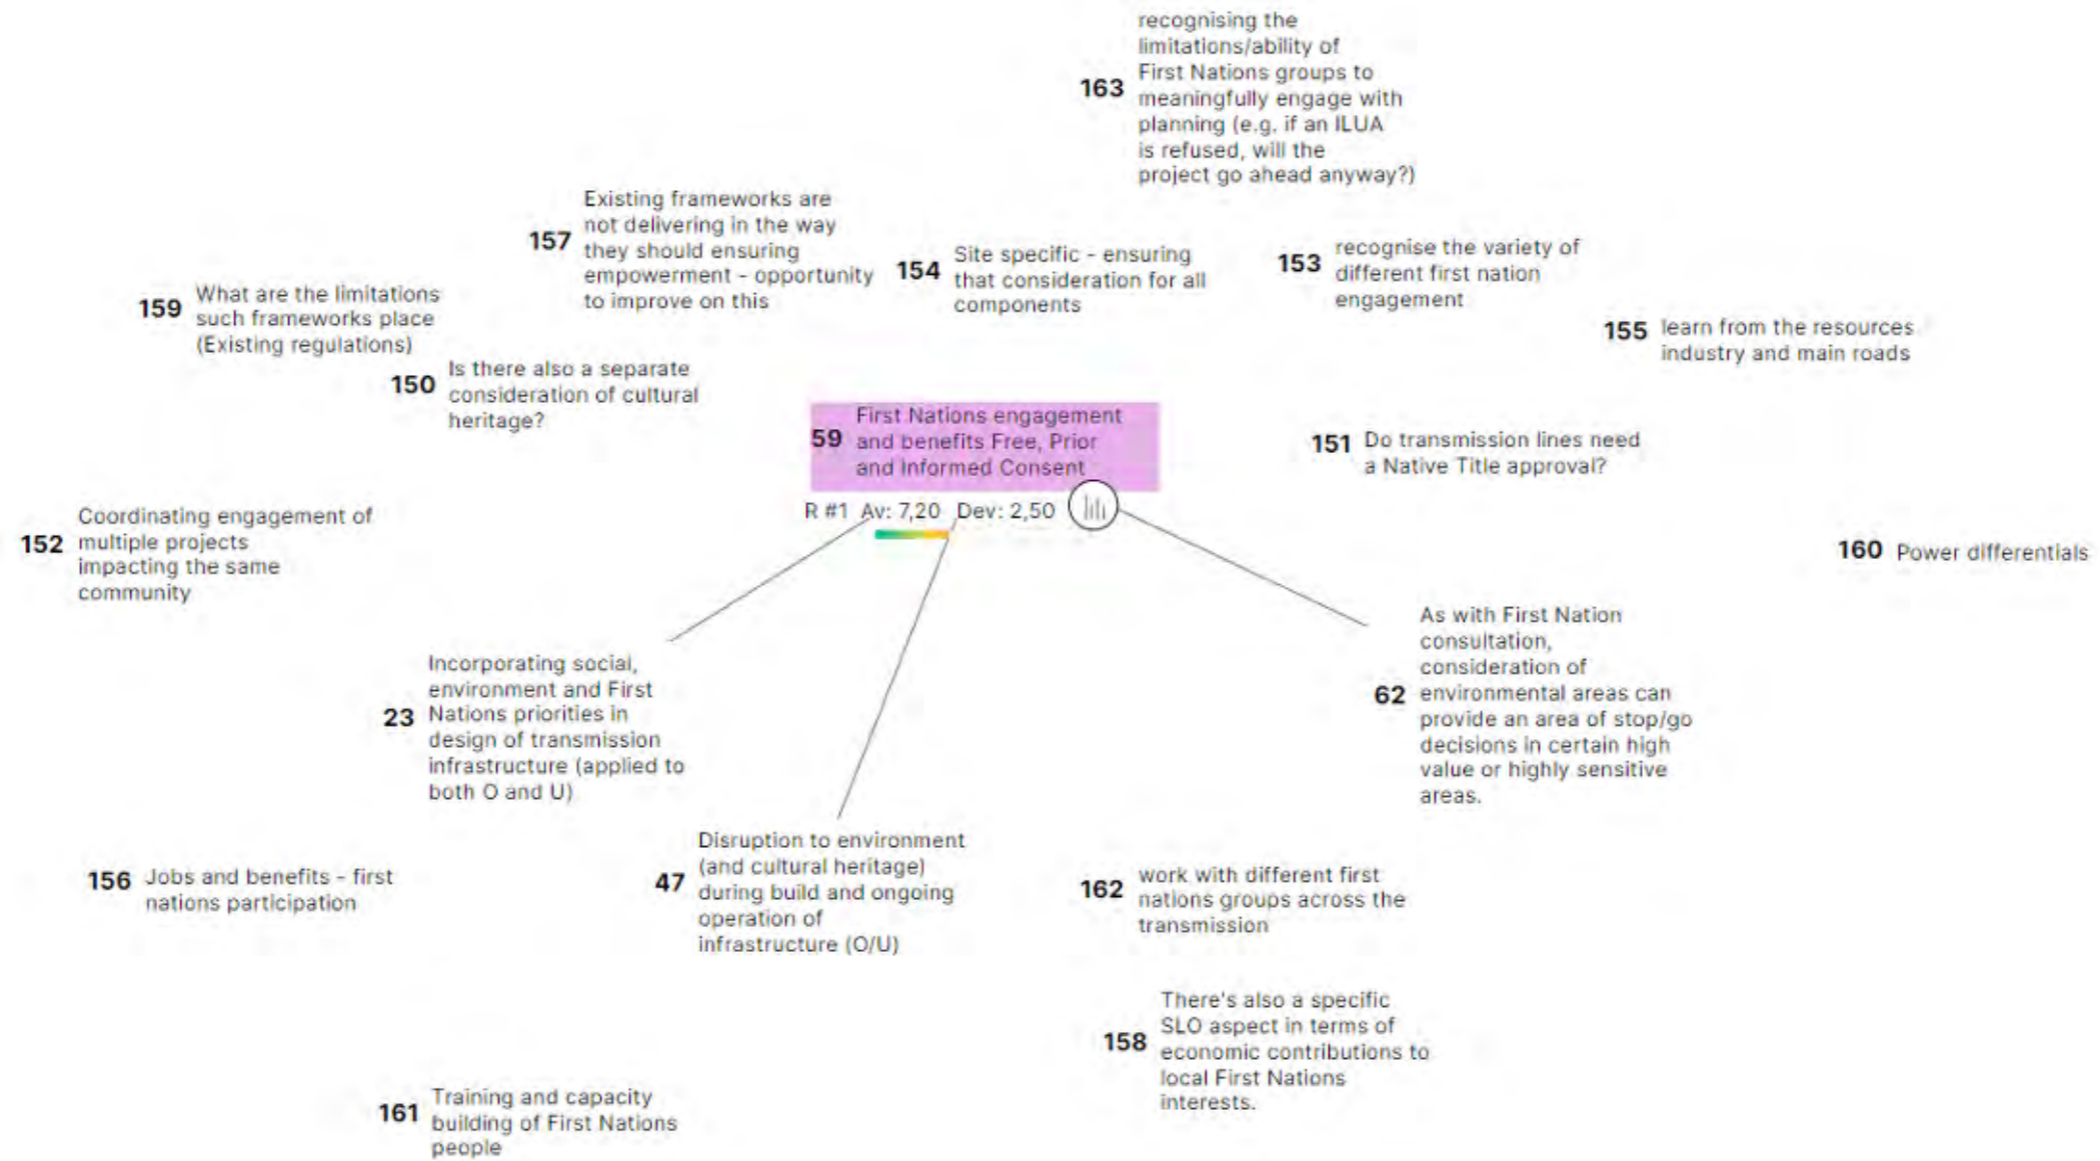 recognising the
limitations/ability of
First Nations groups to
163 meaningfully engage with
planning (e.g. if an ILUA
is refused, will the
project go ahead anyway?)
Existing frameworks are
not delivering in the way
157 they should ensuring
empowerment - opportunity
to improve on this
Site specific - ensuring
154 that consideration for all
components
recognise the variety of
153 different first nation
engagement
What are the limitations
159 such frameworks place
(Existing regulations)
155 learn from the resources
industry and main roads
Is there also a separate
150 consideration of cultural
heritage?
First Nations engagement
59 and benefits Free, Prior
and Informed Consent
R #1 Av: 7,20 Dev: 2,50
151 Do transmission lines need
a Native Title approval?
Coordinating engagement of
152 multiple projects
impacting the same
community
160 Power differentials
Incorporating social,
environment and First
23 Nations priorities in
design of transmission
infrastructure (applied to
both O and U)
As with First Nation
consultation,
consideration of
62 environmental areas can
provide an area of stop/go
decisions in certain high
value or highly sensitive
areas.
156 Jobs and benefits - first
nations participation
Disruption to environment
(and cultural heritage)
47 during build and ongoing
operation of
infrastructure (O/U)
work with different first
162 nations groups across the
transmission
There's also a specific
SLO aspect in terms of
158 economic contributions to
local First Nations
interests.
Training and capacity
161 building of First Nations
people